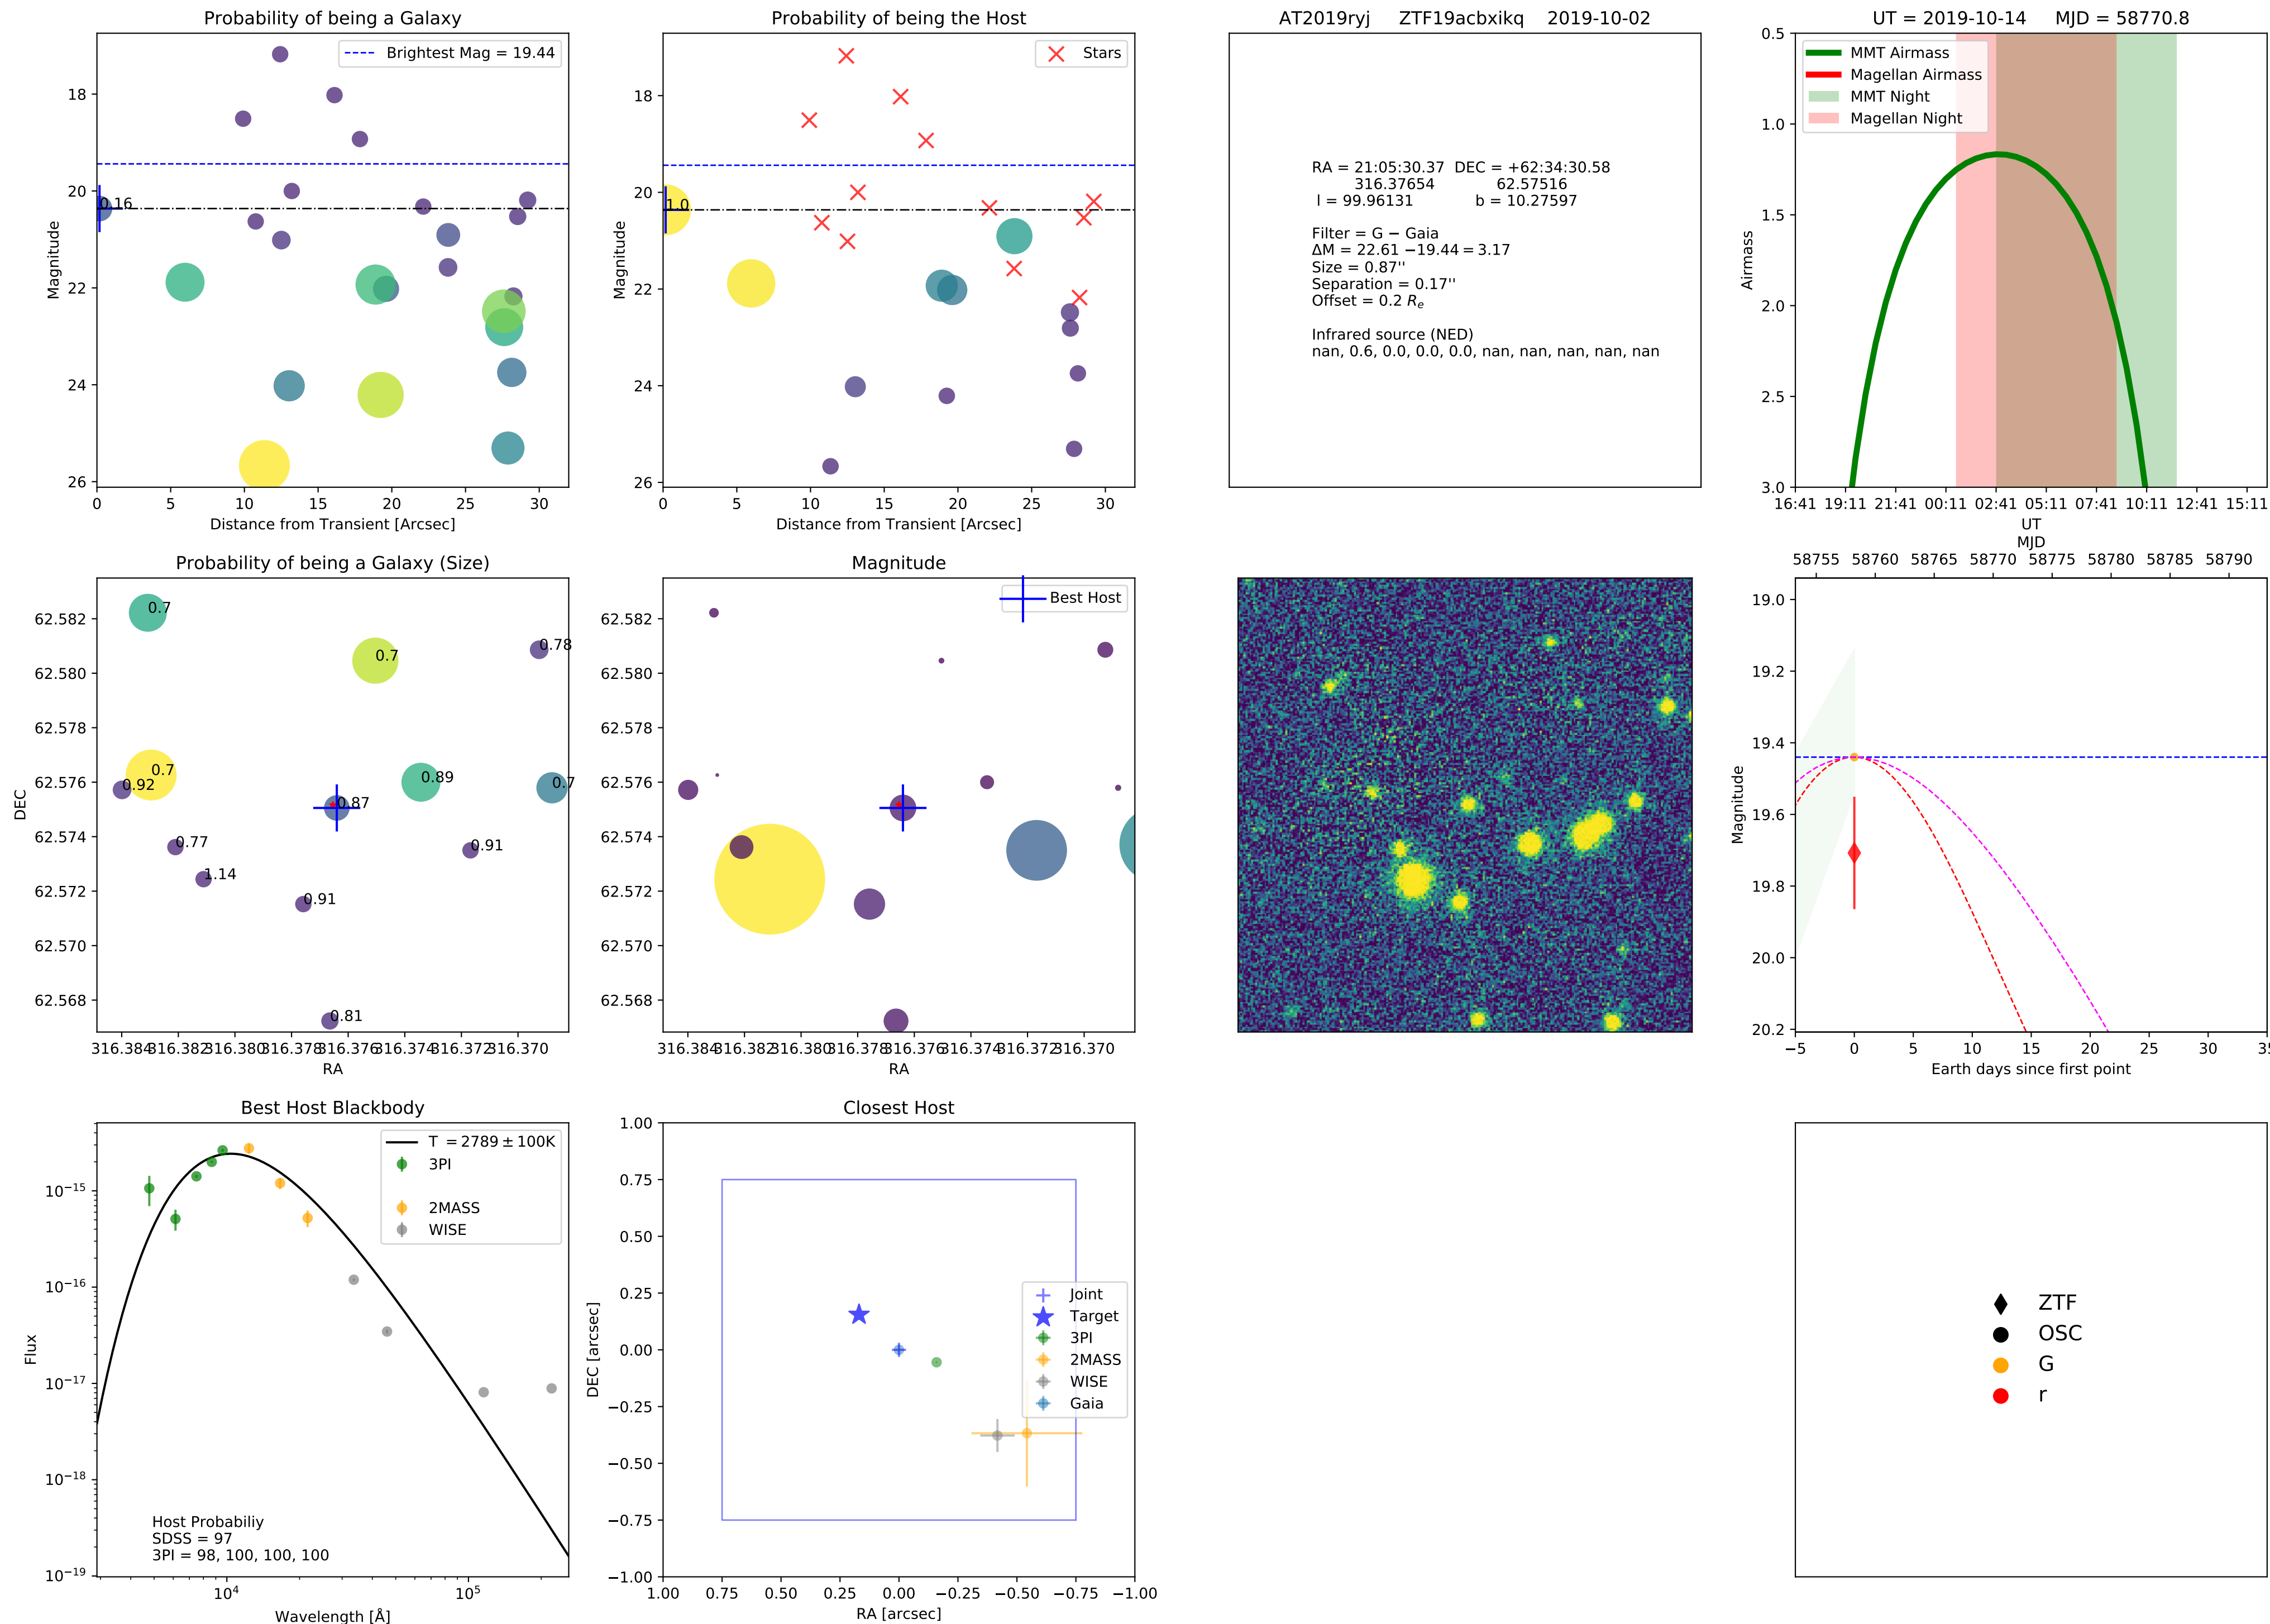 Probability of being a Galaxy
Brightest Mag = 19.44
0.16
18
20
22
24
26
0 5 10 15 20 25 30
Magnitude
Distance from Transient [Arcsec]
Probability of being the Host
Stars
1.0
18
20
22
24
26
0 5 10 15 20 25 30
Magnitude
Distance from Transient [Arcsec]
AT2019ryj ZTF19acbxikq 2019-10-02
RA = 21:05:30.37 DEC = +62:34:30.58
316.37654 62.57516
l = 99.96131 b = 10.27597
Filter = G − Gaia
ΔM = 22.61 −19.44 = 3.17
Size = 0.87''
Separation = 0.17''
Offset = 0.2 Re
Infrared source (NED)
nan, 0.6, 0.0, 0.0, 0.0, nan, nan, nan, nan, nan
UT = 2019-10-14 MJD = 58770.8
MMT Airmass
Magellan Airmass
MMT Night
Magellan Night
0.5
1.0
1.5
2.0
2.5
3.0
Airmass
16:41 19:11 21:41 00:11 02:41 05:11 07:41 10:11 12:41 15:11
UT
Probability of being a Galaxy (Size)
0.7
0.78
0.7
0.7
0.92
0.89
0.7
0.87
0.77
0.91
1.14
0.91
0.81
62.582
62.580
62.578
62.576
62.574
62.572
62.570
62.568
DEC
316.384 316.382 316.380 316.378 316.376 316.374 316.372 316.370
RA
Magnitude
Best Host
62.582
62.580
62.578
62.576
62.574
62.572
62.570
62.568
316.384 316.382 316.380 316.378 316.376 316.374 316.372 316.370
RA
MJD
58755 58760 58765 58770 58775 58780 58785 58790
19.0
19.2
19.4
19.6
19.8
20.0
20.2
Magnitude
−5 0 5 10 15 20 25 30 35
Earth days since first point
Best Host Blackbody
T = 2789 ± 100K
3PI
2MASS
WISE
10−15
10−16
10−17
10−18
10−19
Flux
Host Probabiliy
SDSS = 97
3PI = 98, 100, 100, 100
104 105
Wavelength [Å]
Closest Host
Joint
Target
3PI
2MASS
WISE
Gaia
1.00
0.75
0.50
0.25
0.00
−0.25
−0.50
−0.75
−1.00
DEC [arcsec]
1.00 0.75 0.50 0.25 0.00 −0.25 −0.50 −0.75 −1.00
RA [arcsec]
ZTF
OSC
G
r